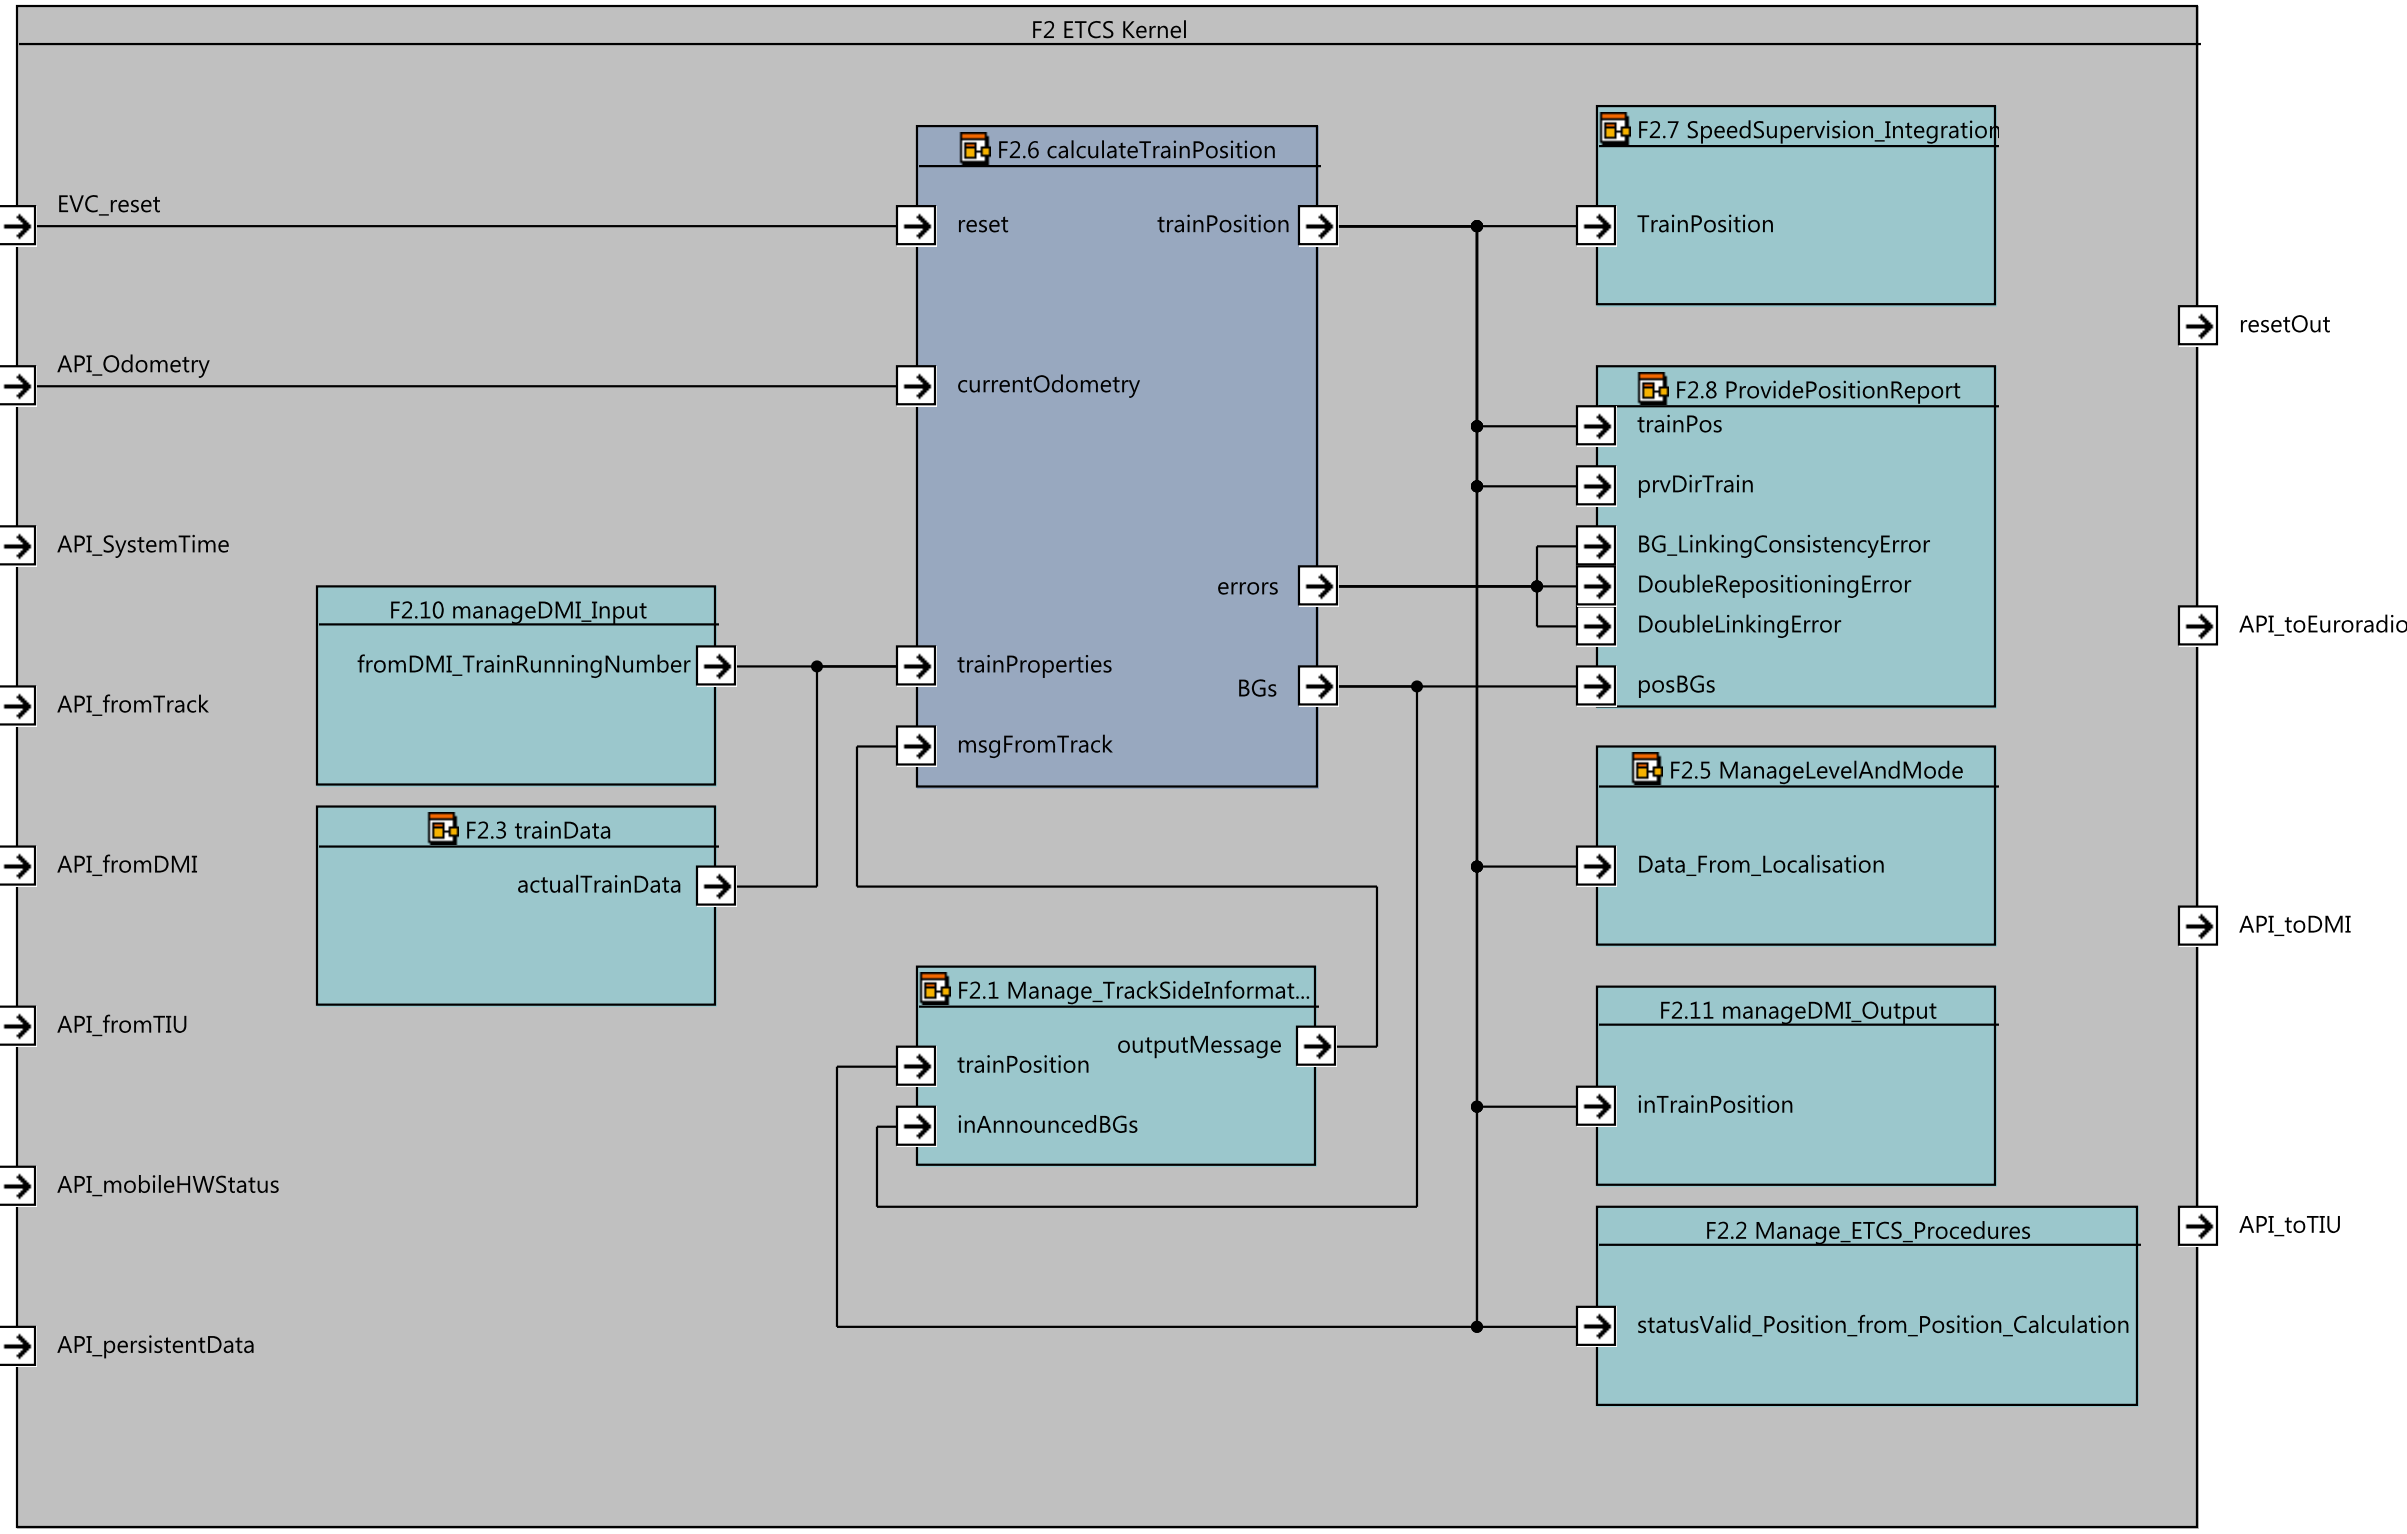 F2 ETCS Kernel
EVC_reset
API_Odometry
API_SystemTime
API_fromTrack
API_fromDMI
API_fromTIU
API_mobileHWStatus
API_persistentData
F2.10 manageDMI_Input
fromDMI_TrainRunningNumber
F2.3 trainData
actualTrainData
F2.6 calculateTrainPosition
reset
trainPosition
currentOdometry
errors
trainProperties
BGs
msgFromTrack
F2.1 Manage_TrackSideInformat...
outputMessage
trainPosition
inAnnouncedBGs
F2.7 SpeedSupervision_Integration
TrainPosition
F2.8 ProvidePositionReport
trainPos
prvDirTrain
BG_LinkingConsistencyError
DoubleRepositioningError
DoubleLinkingError
posBGs
F2.5 ManageLevelAndMode
Data_From_Localisation
F2.11 manageDMI_Output
inTrainPosition
F2.2 Manage_ETCS_Procedures
statusValid_Position_from_Position_Calculation
resetOut
API_toEuroradio
API_toDMI
API_toTIU